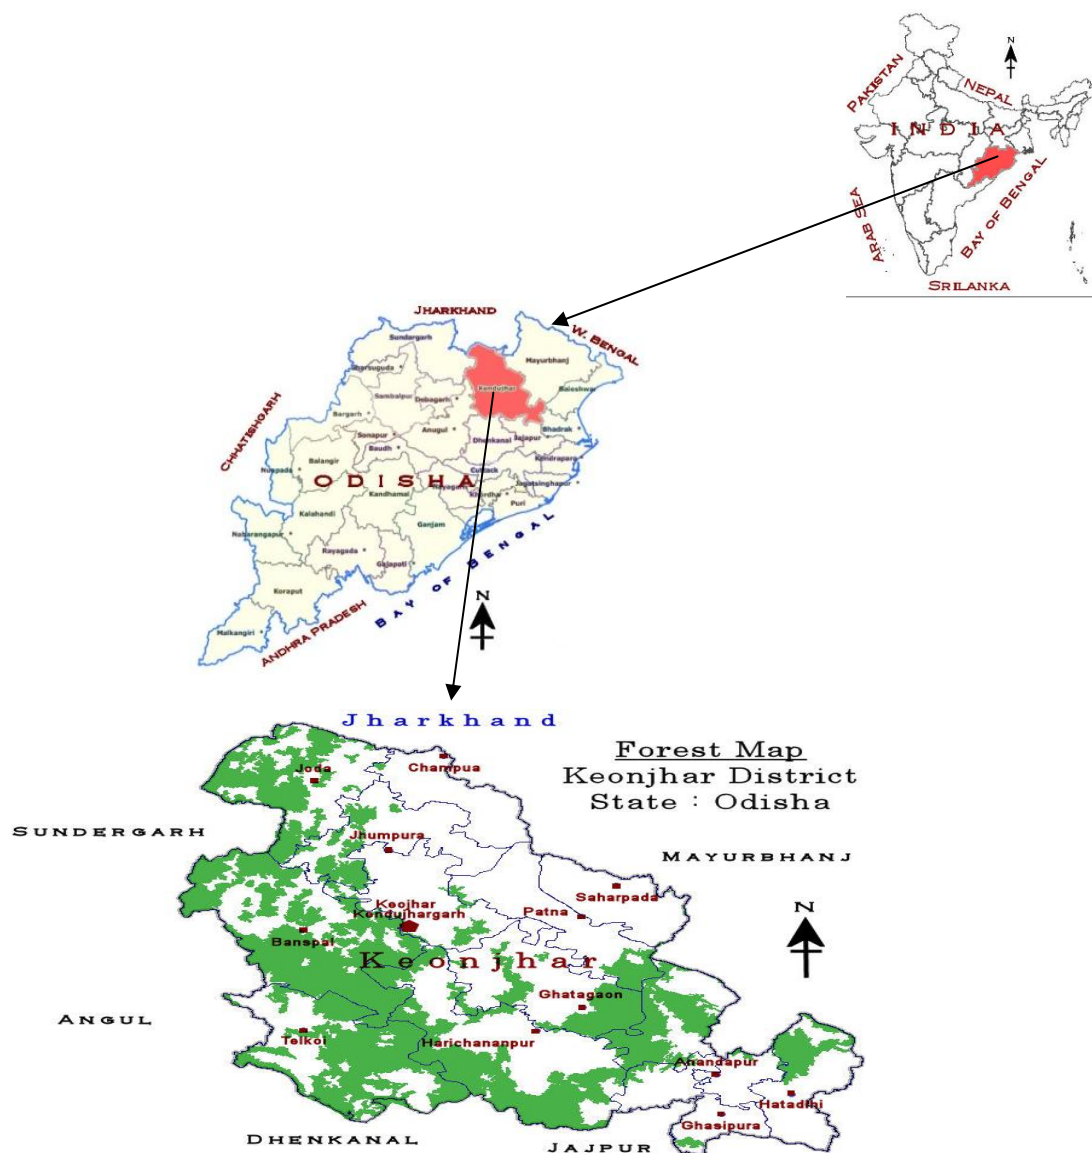 N
PAKISTAN
NEPAL
INDIA
ARAB SEA
BAY OF BENGAL
SRILANKA
JHARKHAND
W. BENGAL
Sundargarh
Mayurbhanj
Jharsuguda
Kendujhar
Baleshwar
Sambalpur
Debagarh
Bargarh
CHHATISHGARH
Sonapur
Anugul
Bhadrak
Dhenkanal
Jajapur
Baudh
Balangir
Kendrapara
Nuapada
Cuttack
ODISHA
Nayagarh
Jagatsinghapur
Kandhamal
Khordha
Puri
Kalahandi
Ganjam
Nabarangapur
Rayagada
Gajapati
BAY OF BENGAL
Koraput
N
Malkangiri
ANDHRA PRADESH
Jharkhand
Forest Map
Keonjhar District
State : Odisha
Joda
Champua
SUNDERGARH
Jhumpura
MAYURBHANJ
Saharpada
Keojhar
Kendujhargarh
Patna
N
Banspal
Keonjhar
Ghatagaon
ANGUL
Telkoi
Harichananpur
Anandapur
Hatadihi
Ghasipura
DHENKANAL
JAJPUR